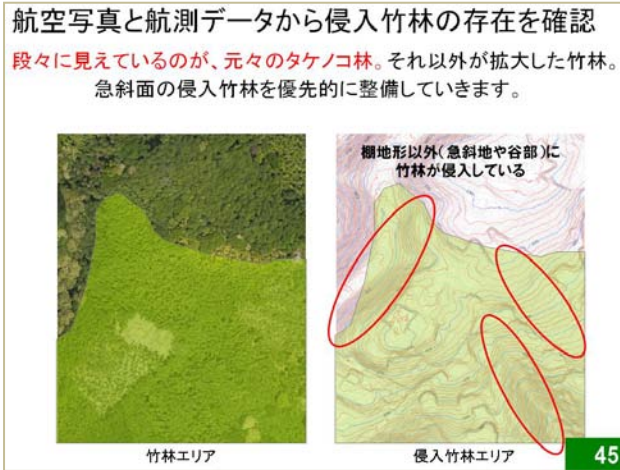 航空写真と航測データから侵入竹林の存在を確認
段々に見えているのが、元々のタケノコ林。それ以外が拡大した竹林。
急斜面の侵入竹林を優先的に整備していきます。
棚地形以外（急斜地や谷部）に
竹林が侵入している
竹林エリア
侵入竹林エリア
45